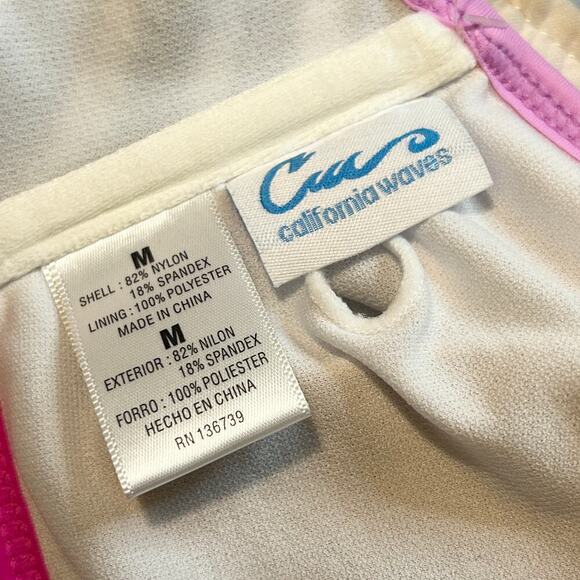 california waves
M
SHELL : 82% NYLON
18% SPANDEX
LINING : 100% POLYESTER
MADE IN CHINA
M
EXTERIOR : 82% NILON
18% SPANDEX
FORRO : 100% POLIESTER
HECHO EN CHINA
RN 136739